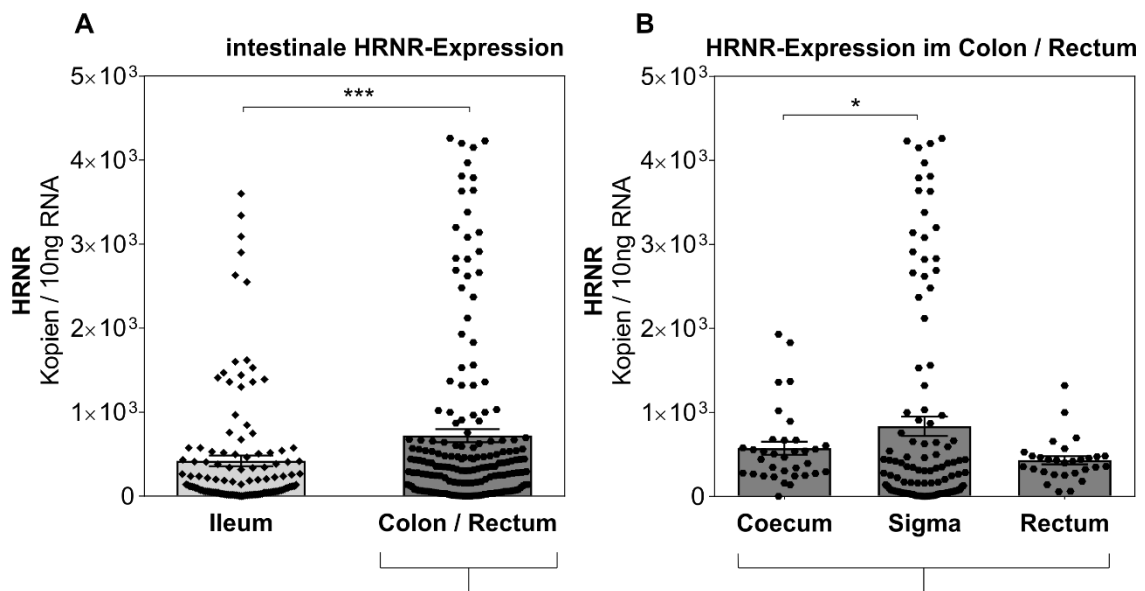 A
intestinale HRNR-Expression
HRNR
Kopien / 10ng RNA
5×10³
4×10³
3×10³
2×10³
1×10³
0
***
Ileum
Colon / Rectum
B
HRNR-Expression im Colon / Rectum
HRNR
Kopien / 10ng RNA
5×10³
4×10³
3×10³
2×10³
1×10³
0
*
Coecum
Sigma
Rectum